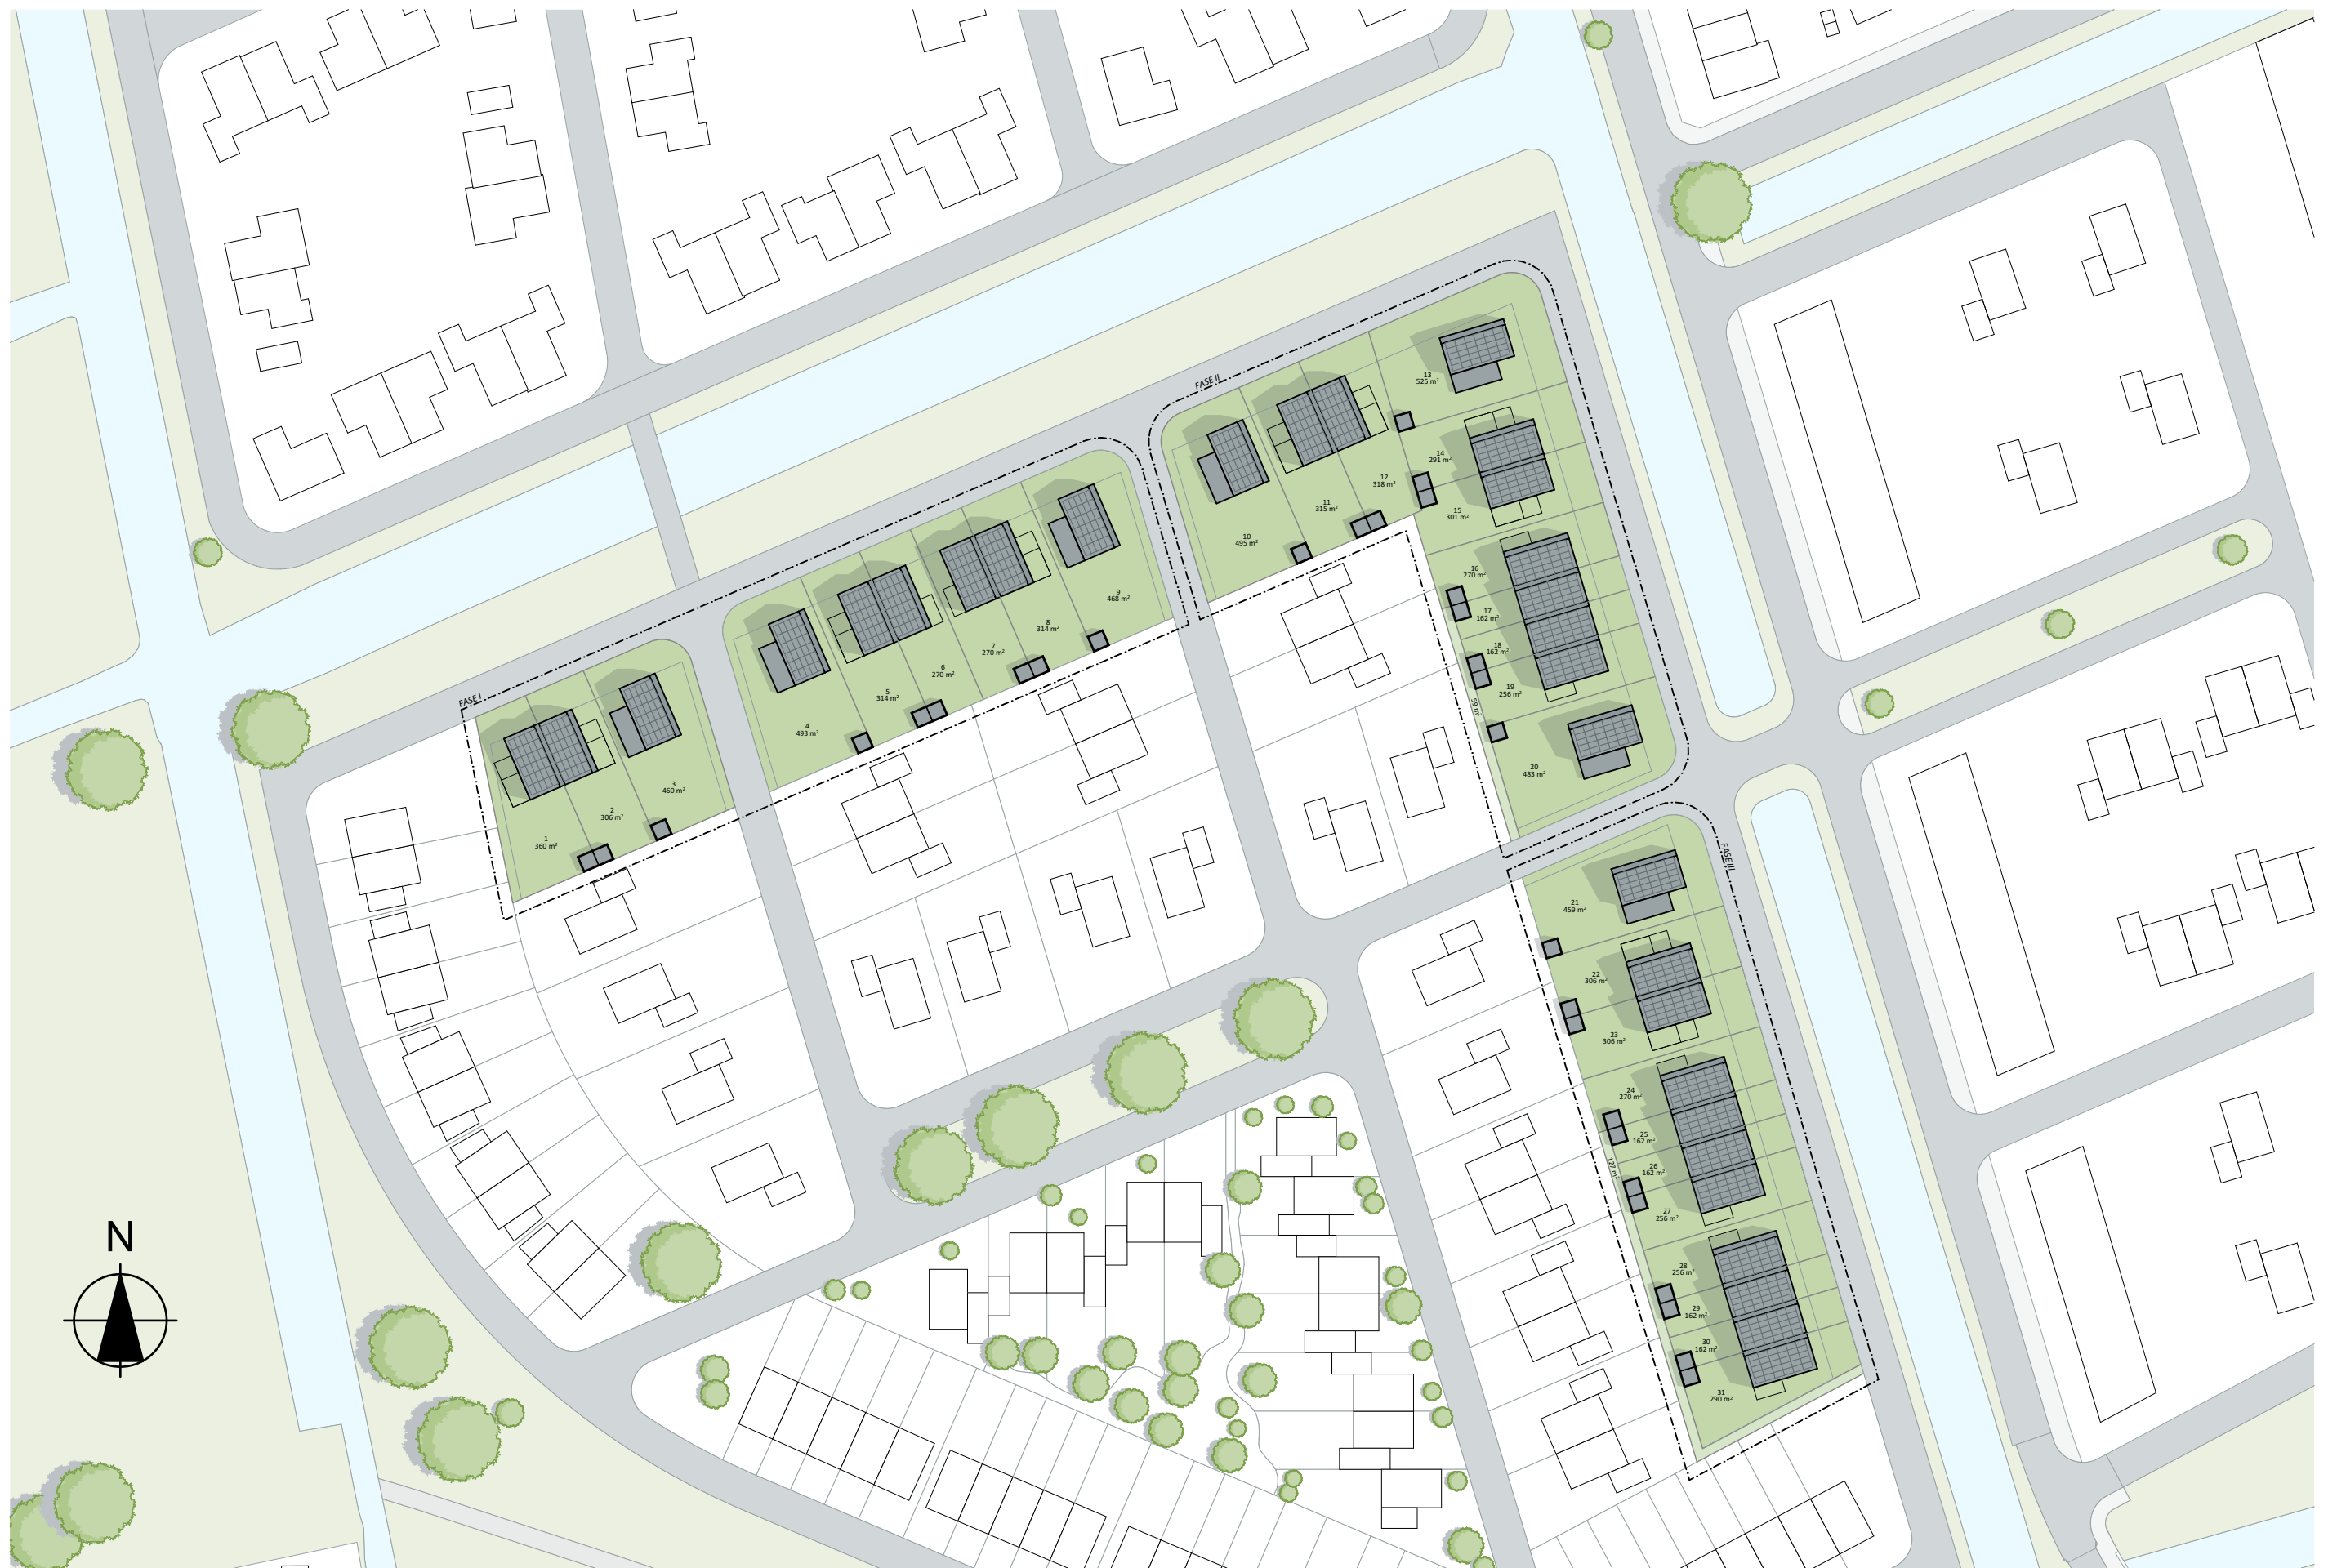 FASE I
1
360 m²
2
306 m²
3
460 m²
4
493 m²
5
314 m²
6
270 m²
7
270 m²
8
314 m²
9
468 m²
FASE II
10
495 m²
11
315 m²
12
318 m²
13
525 m²
14
291 m²
15
301 m²
16
270 m²
17
162 m²
18
162 m²
19
256 m²
59 m²
20
483 m²
FASE III
21
459 m²
22
306 m²
23
306 m²
24
270 m²
25
162 m²
26
162 m²
127 m²
27
256 m²
28
256 m²
29
162 m²
30
162 m²
31
290 m²
N